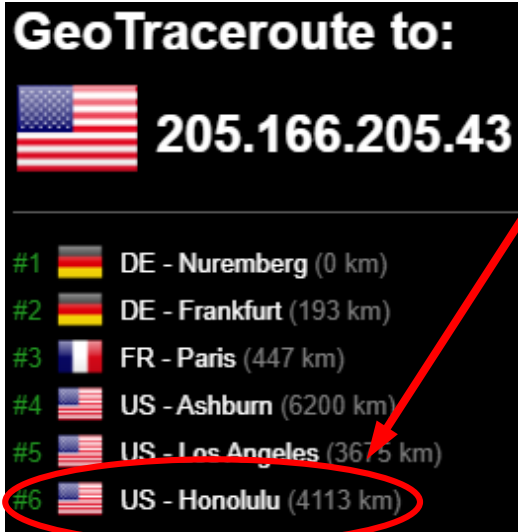 GeoTraceroute to:
205.166.205.43
#1 DE - Nuremberg (0 km)
#2 DE - Frankfurt (193 km)
#3 FR - Paris (447 km)
#4 US - Ashburn (6200 km)
#5 US - Los Angeles (3675 km)
#6 US - Honolulu (4113 km)